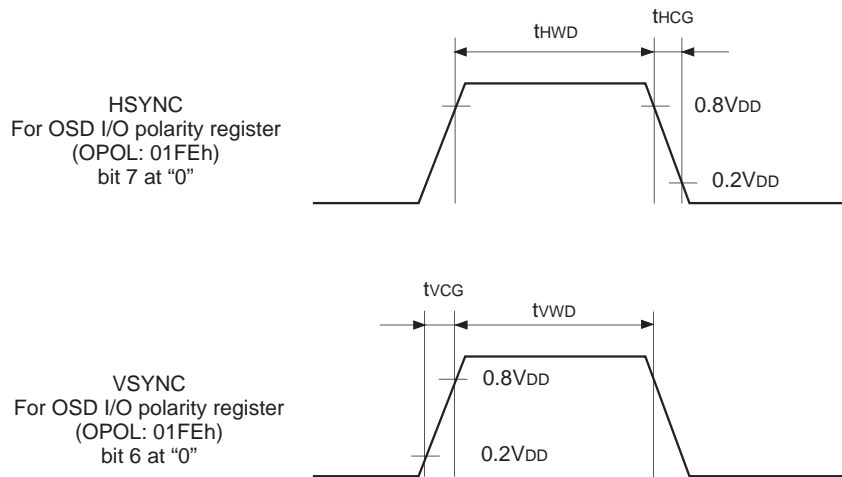 tHWD
tHCG
HSYNC
For OSD I/O polarity register
(OPOL: 01FEh)
bit 7 at “0”
0.8VDD
0.2VDD
tVCG
tVWD
VSYNC
For OSD I/O polarity register
(OPOL: 01FEh)
bit 6 at “0”
0.8VDD
0.2VDD